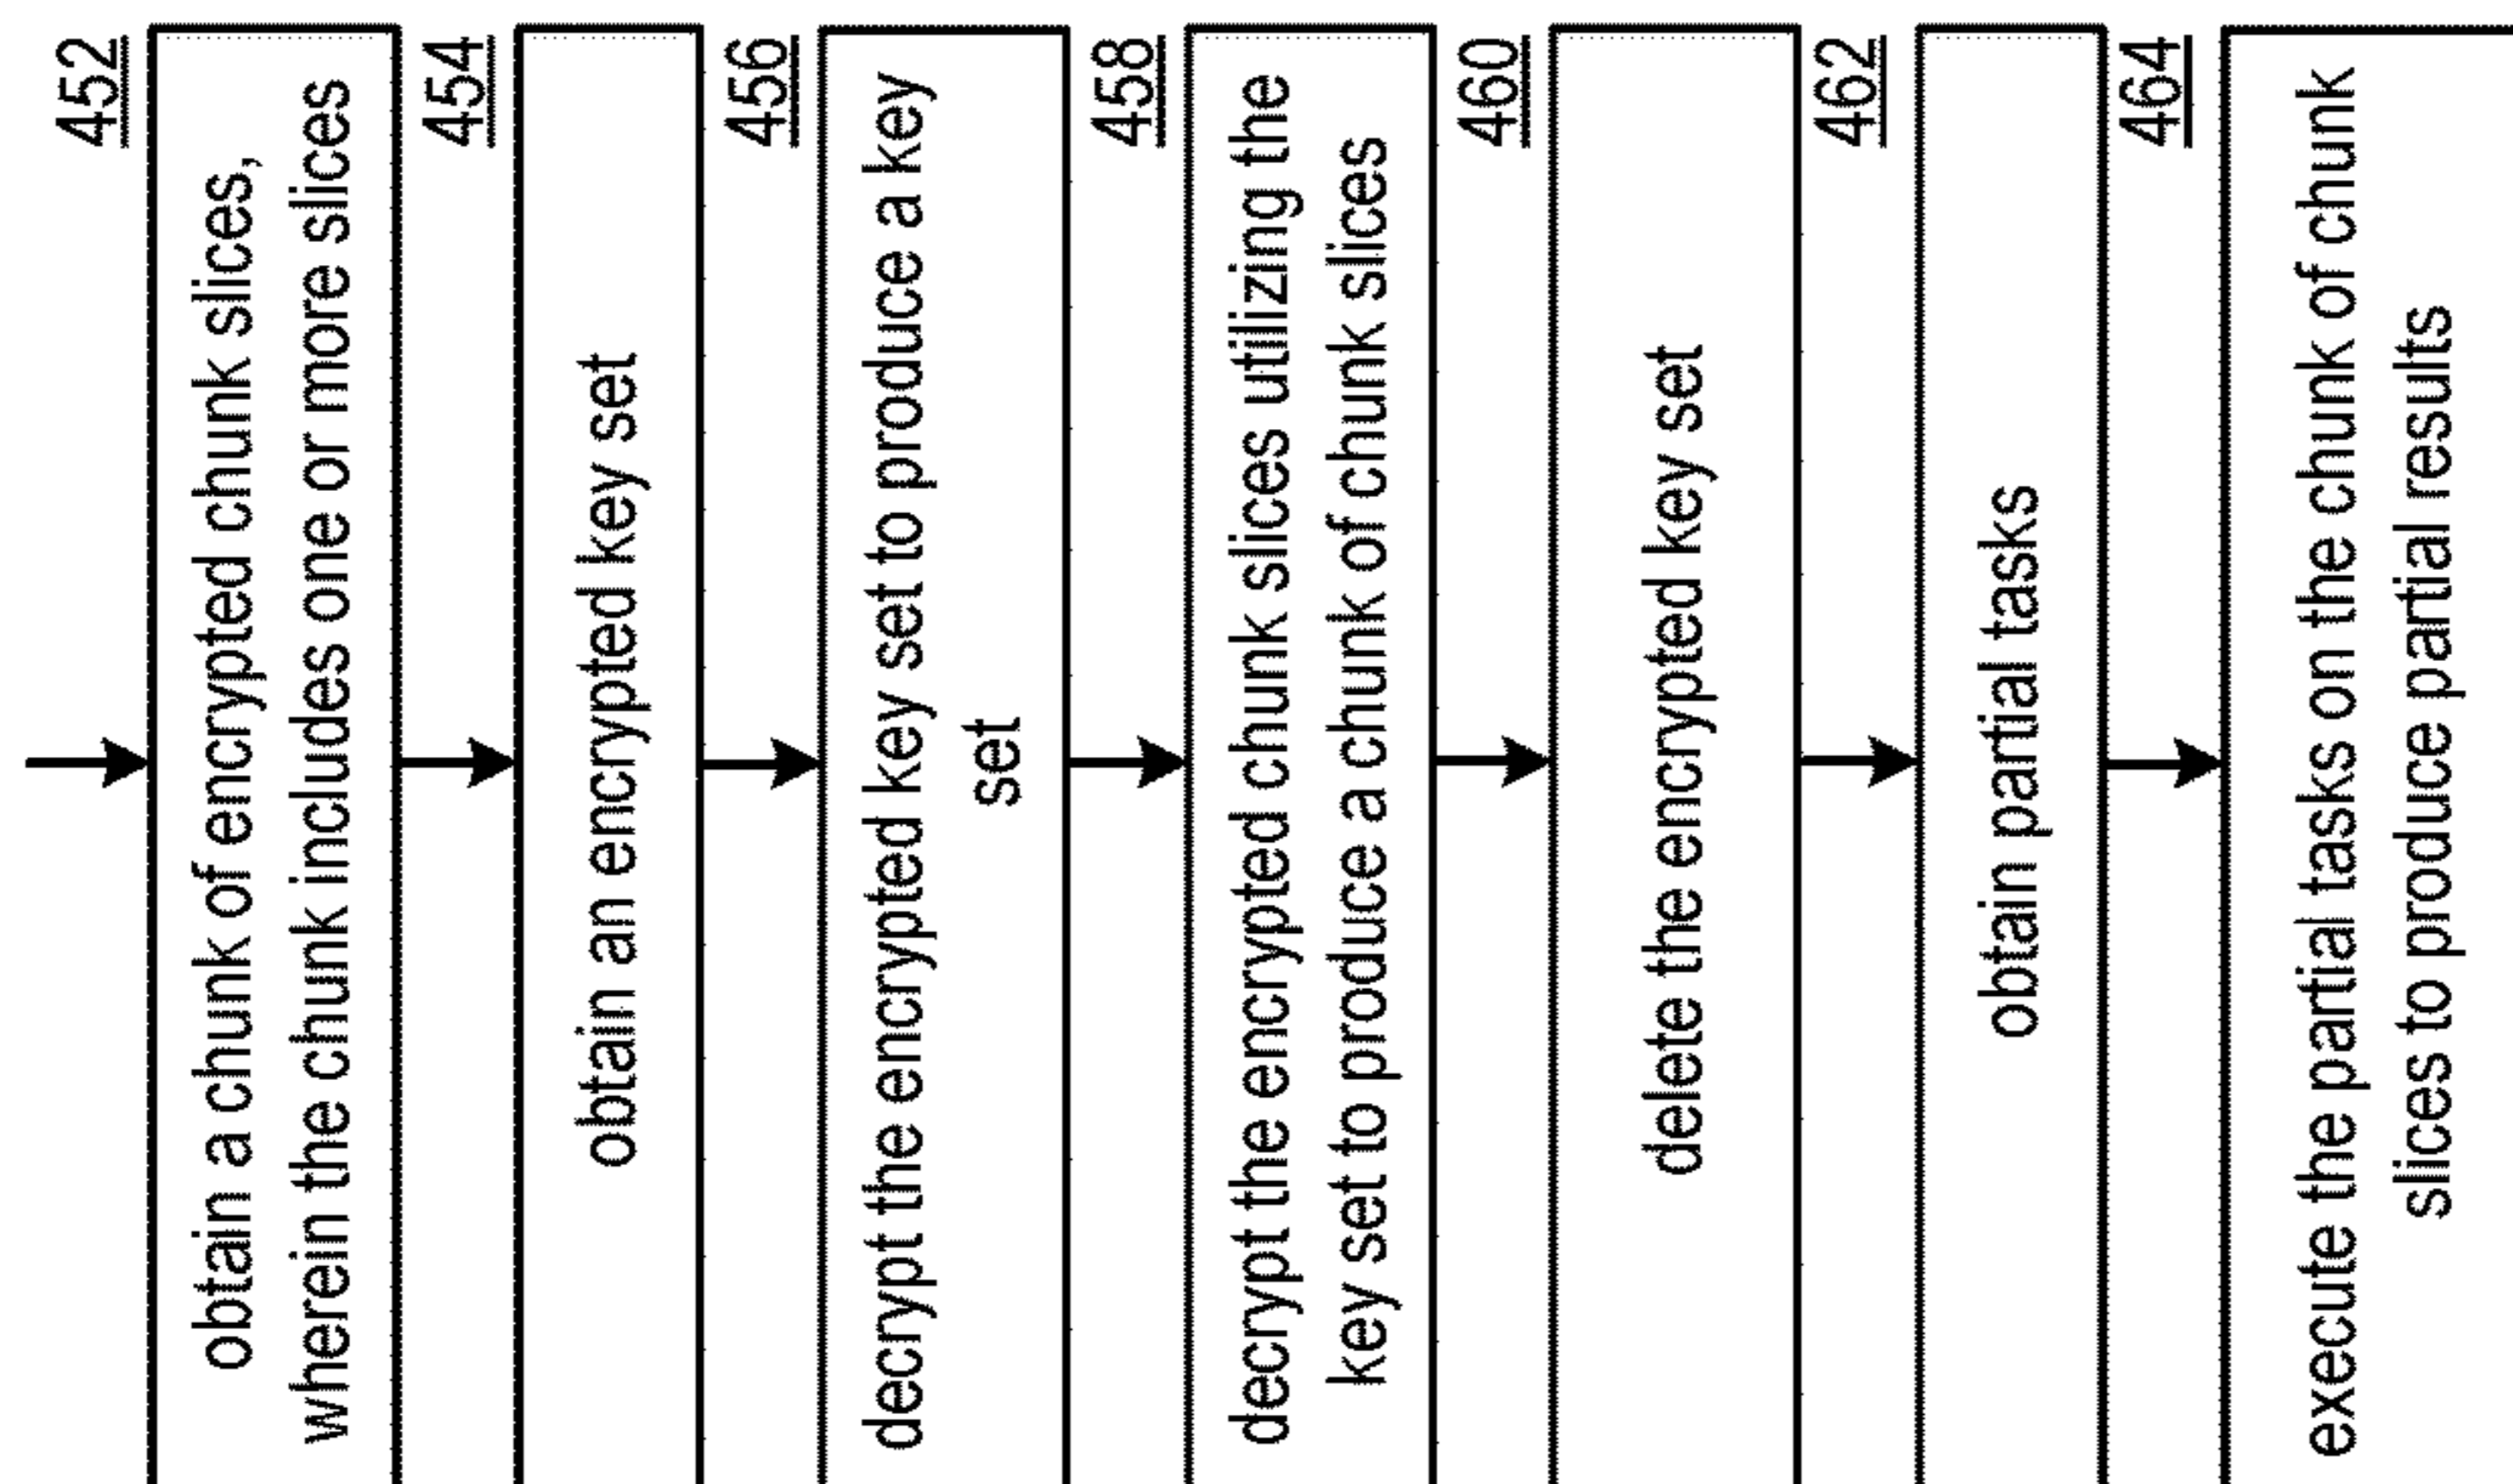 452
obtain a chunk of encrypted chunk slices,
wherein the chunk includes one or more slices
454
obtain an encrypted key set
456
decrypt the encrypted key set to produce a key
set
458
decrypt the encrypted chunk slices utilizing the
key set to produce a chunk of chunk slices
460
delete the encrypted key set
462
obtain partial tasks
464
execute the partial tasks on the chunk of chunk
slices to produce partial results